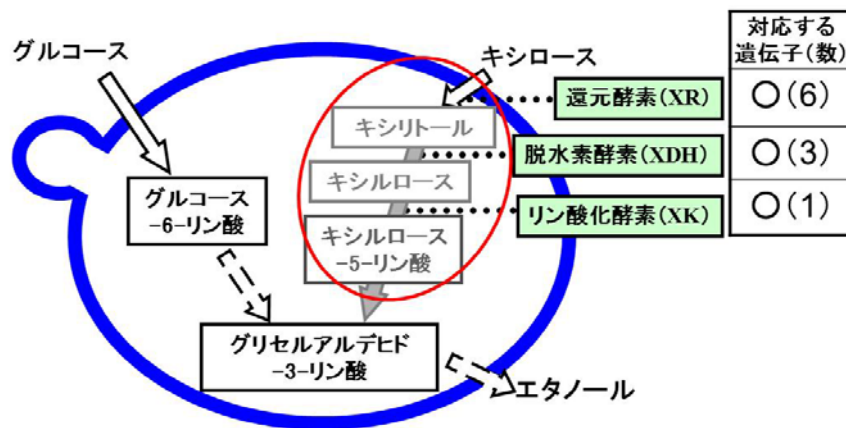 グルコース
キシロース
対応する
遺伝子(数)
還元酵素(XR)
○(6)
キシリトール
脱水素酵素(XDH)
○(3)
キシルロース
グルコース
-6-リン酸
リン酸化酵素(XK)
○(1)
キシルロース
-5-リン酸
グリセルアルデヒド
-3-リン酸
エタノール